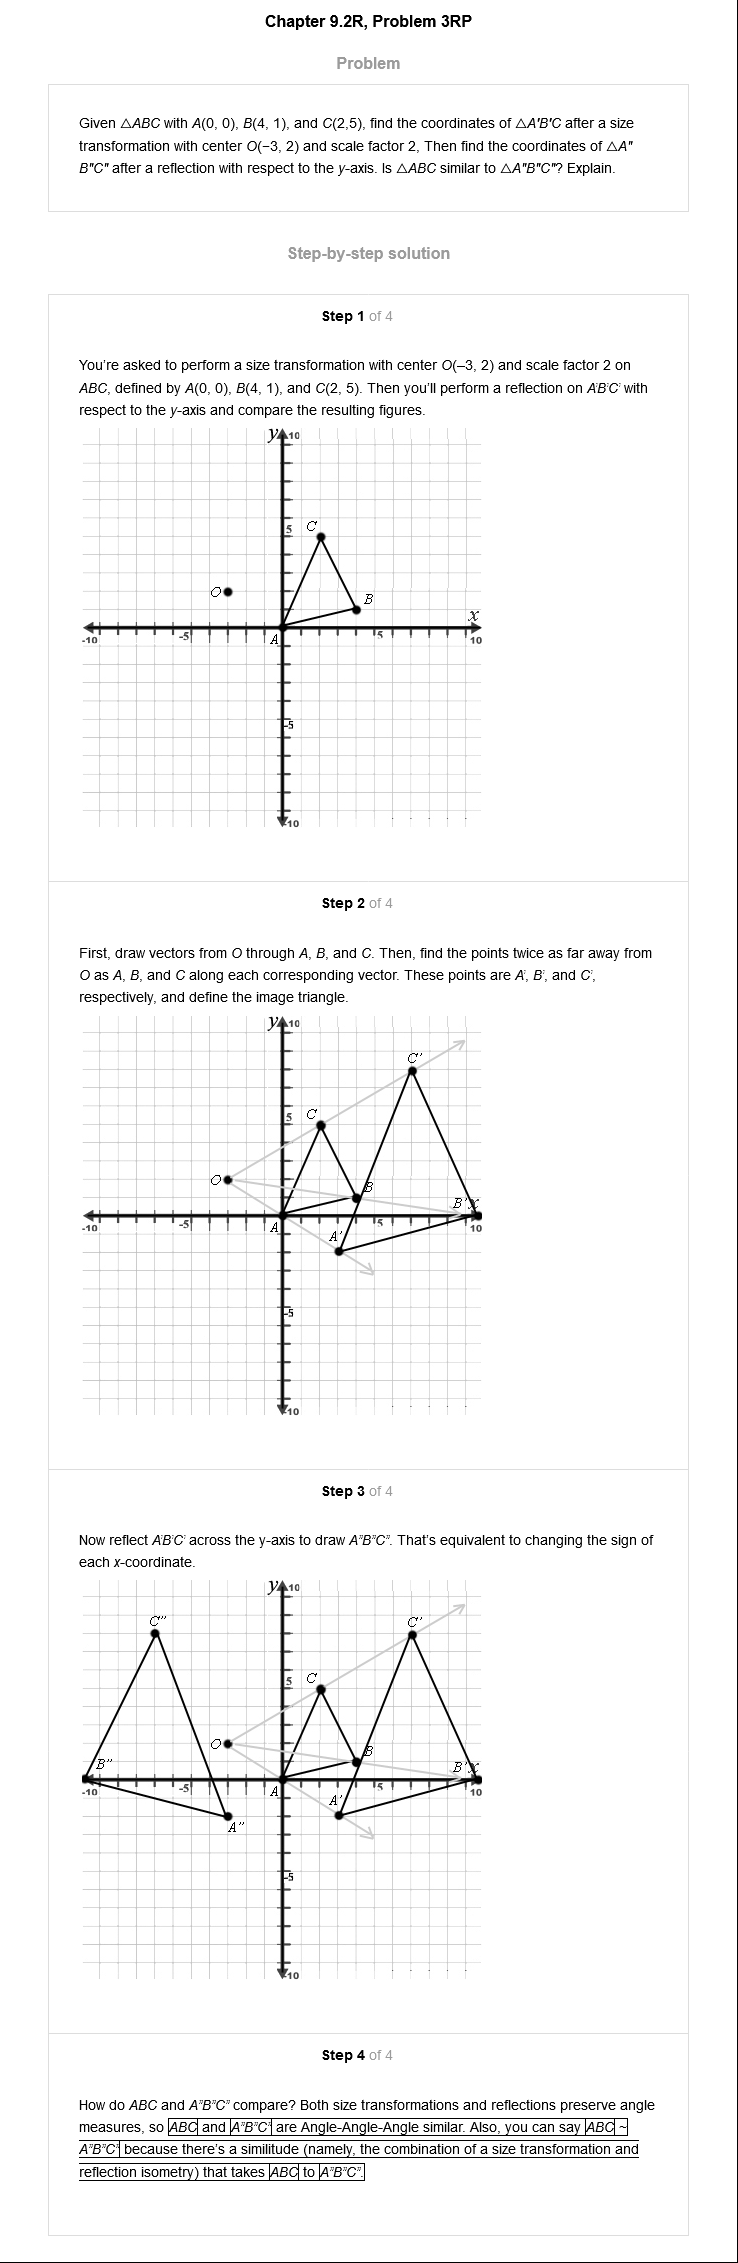 Chapter 9.2R, Problem 3RP
Problem
Given △ABC with A(0, 0), B(4, 1), and C(2,5), find the coordinates of △A′B′C after a size
transformation with center O(−3, 2) and scale factor 2, Then find the coordinates of △A″
B″C″ after a reflection with respect to the y-axis. Is △ABC similar to △A″B″C″? Explain.
Step-by-step solution
Step 1 of 4
You're asked to perform a size transformation with center O(–3, 2) and scale factor 2 on
ABC, defined by A(0, 0), B(4, 1), and C(2, 5). Then you'll perform a reflection on A'B'C' with
respect to the y-axis and compare the resulting figures.
y 10
C
5
O
B
x
-10
-5
A
5
10
-5
-10
Step 2 of 4
First, draw vectors from O through A, B, and C. Then, find the points twice as far away from
O as A, B, and C along each corresponding vector. These points are A', B', and C',
respectively, and define the image triangle.
y 10
C'
C
5
O
B
B' x
-10
-5
A
A'
5
10
-5
-10
Step 3 of 4
Now reflect A'B'C' across the y-axis to draw A"B"C". That's equivalent to changing the sign of
each x-coordinate.
y 10
C"
C'
C
5
O
B
B"
B' x
-10
-5
A
A'
5
10
A"
-5
-10
Step 4 of 4
How do ABC and A"B"C" compare? Both size transformations and reflections preserve angle
measures, so ABC and A"B"C" are Angle-Angle-Angle similar. Also, you can say ABC ~
A"B"C" because there's a similitude (namely, the combination of a size transformation and
reflection isometry) that takes ABC to A"B"C".